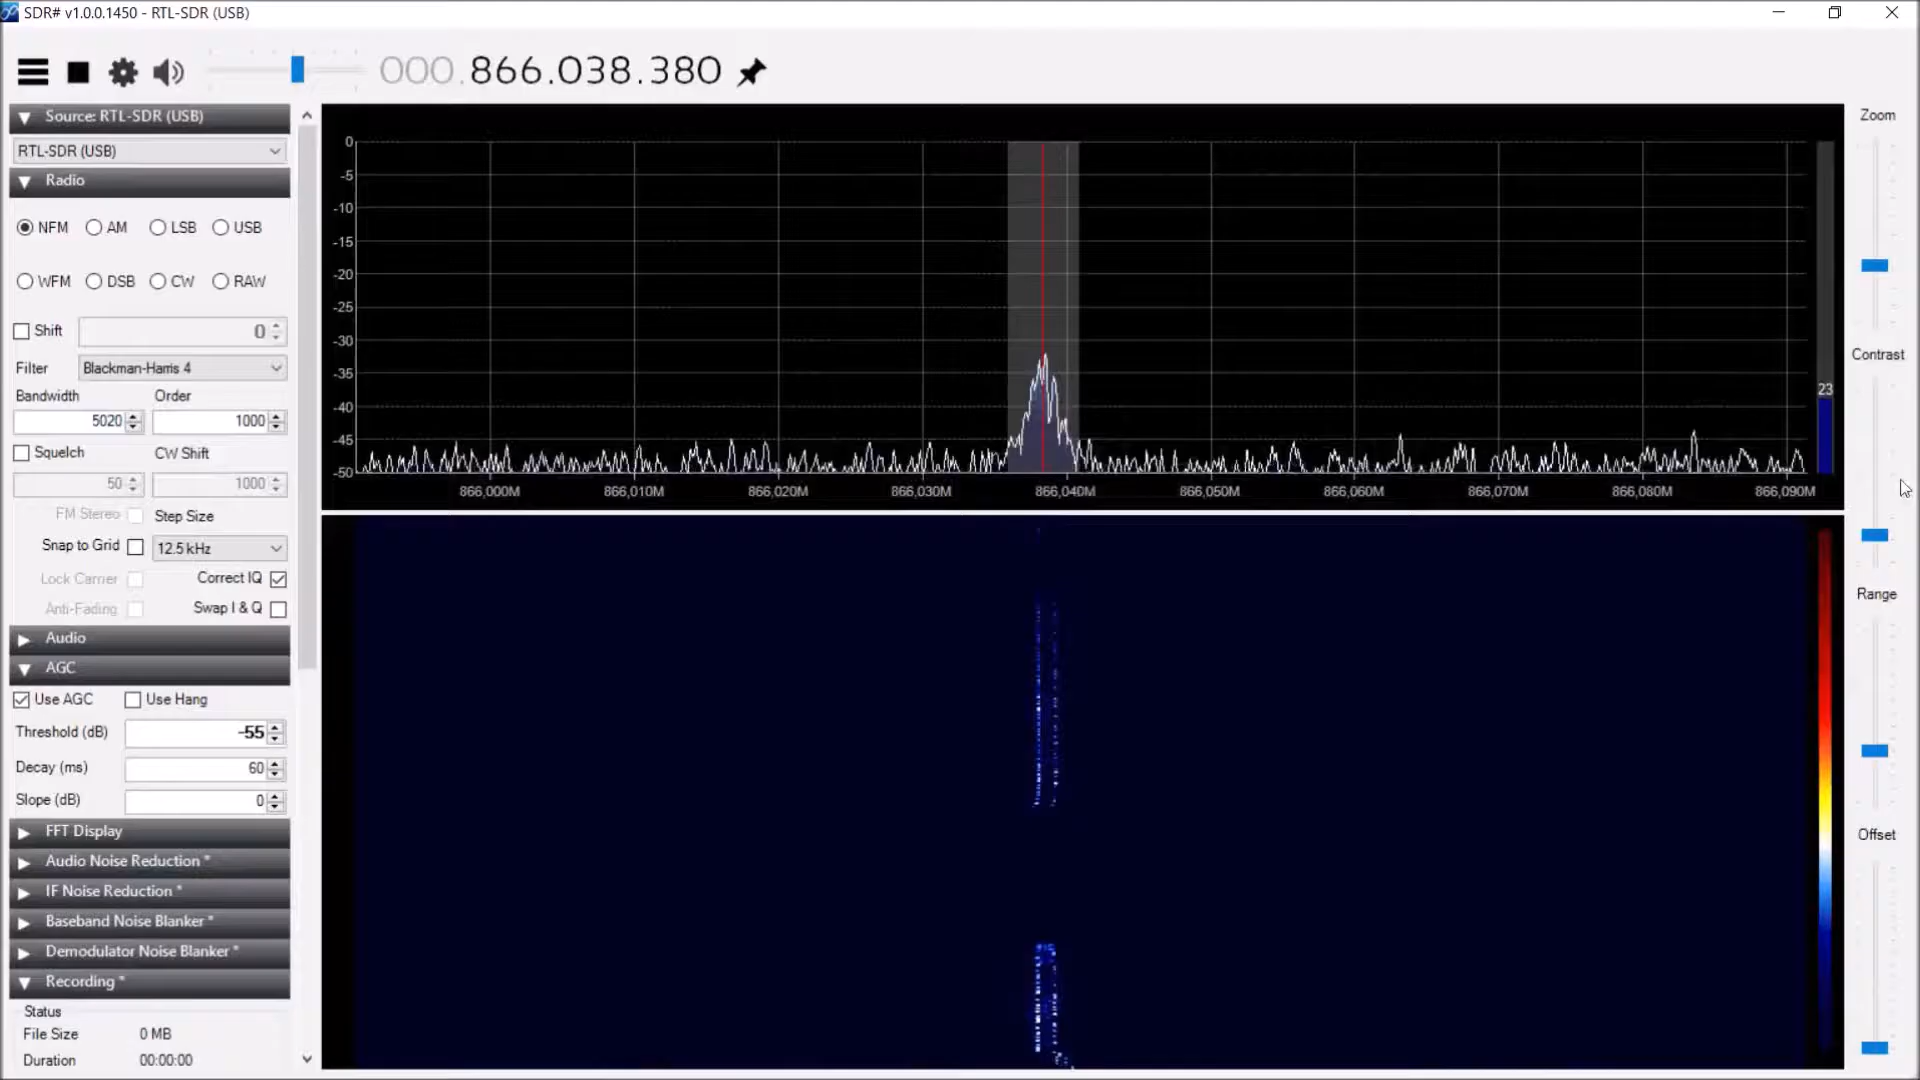 SDR# v1.0.0.1450 - RTL-SDR (USB)
000.866.038.380
Source: RTL-SDR (USB)
RTL-SDR (USB)
Radio
NFM AM LSB USB
WFM DSB CW RAW
Shift 0
Filter Blackman-Harris 4
Bandwidth Order
5020 1000
Squelch CW Shift
50 1000
FM Stereo Step Size
Snap to Grid 12.5 kHz
Lock Carrier Correct IQ
Anti-Fading Swap I & Q
Audio
AGC
Use AGC Use Hang
Threshold (dB) -55
Decay (ms) 60
Slope (dB) 0
FFT Display
Audio Noise Reduction *
IF Noise Reduction *
Baseband Noise Blanker *
Demodulator Noise Blanker *
Recording *
Status
File Size 0 MB
Duration 00:00:00
0
-5
-10
-15
-20
-25
-30
-35
-40
-45
-50
866,000M 866,010M 866,020M 866,030M 866,040M 866,050M 866,060M 866,070M 866,080M 866,090M
23
Zoom
Contrast
Range
Offset